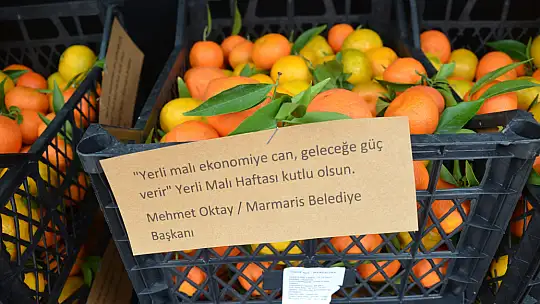 "Yerli malı ekonomiye can, geleceğe güç
verir" Yerli Malı Haftası kutlu olsun.
Mehmet Oktay / Marmaris Belediye
Başkanı